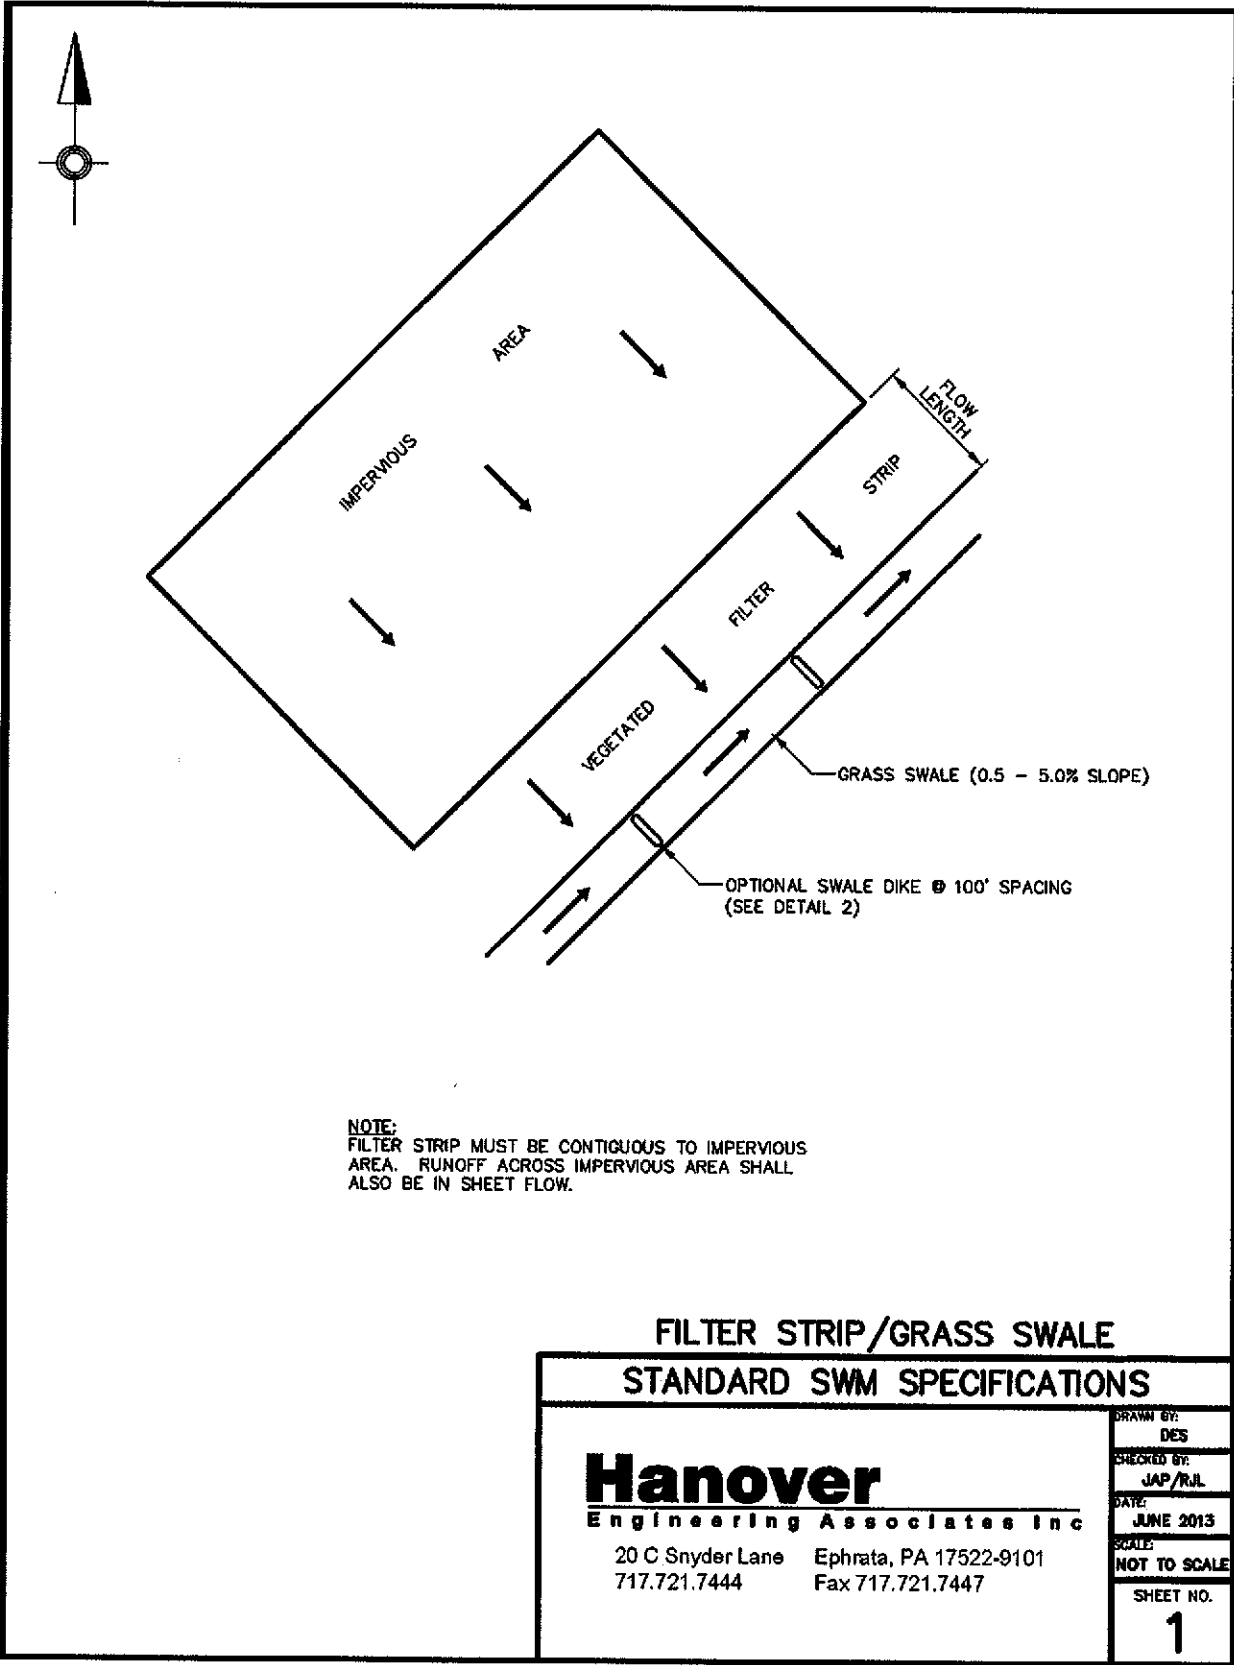 AREA
IMPERVIOUS
FLOW
LENGTH
STRIP
FILTER
VEGETATED
GRASS SWALE (0.5 - 5.0% SLOPE)
OPTIONAL SWALE DIKE @ 100' SPACING
(SEE DETAIL 2)
NOTE:
FILTER STRIP MUST BE CONTIGUOUS TO IMPERVIOUS
AREA. RUNOFF ACROSS IMPERVIOUS AREA SHALL
ALSO BE IN SHEET FLOW.
FILTER STRIP/GRASS SWALE
STANDARD SWM SPECIFICATIONS
Hanover
Engineering Associates Inc
20 C Snyder Lane Ephrata, PA 17522-9101
717.721.7444 Fax 717.721.7447
DRAWN BY:
DES
CHECKED BY:
JAP/RJL
DATE:
JUNE 2013
SCALE:
NOT TO SCALE
SHEET NO.
1